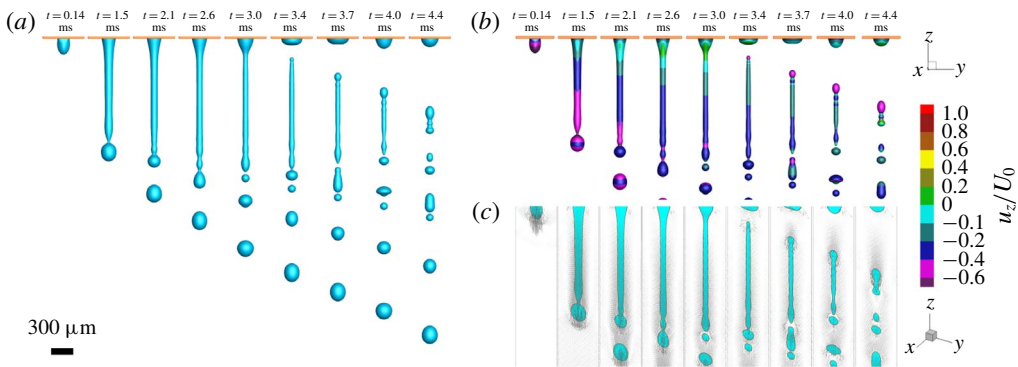 (a)
t = 0.14 t = 1.5 t = 2.1 t = 2.6 t = 3.0 t = 3.4 t = 3.7 t = 4.0 t = 4.4
ms ms ms ms ms ms ms ms ms
300 μm
(b)
t = 0.14 t = 1.5 t = 2.1 t = 2.6 t = 3.0 t = 3.4 t = 3.7 t = 4.0 t = 4.4
ms ms ms ms ms ms ms ms ms
z
x y
1.0
0.8
0.6
0.4
0.2
0
−0.1
−0.2
−0.4
−0.6
u_z/U_0
(c)
z
x y